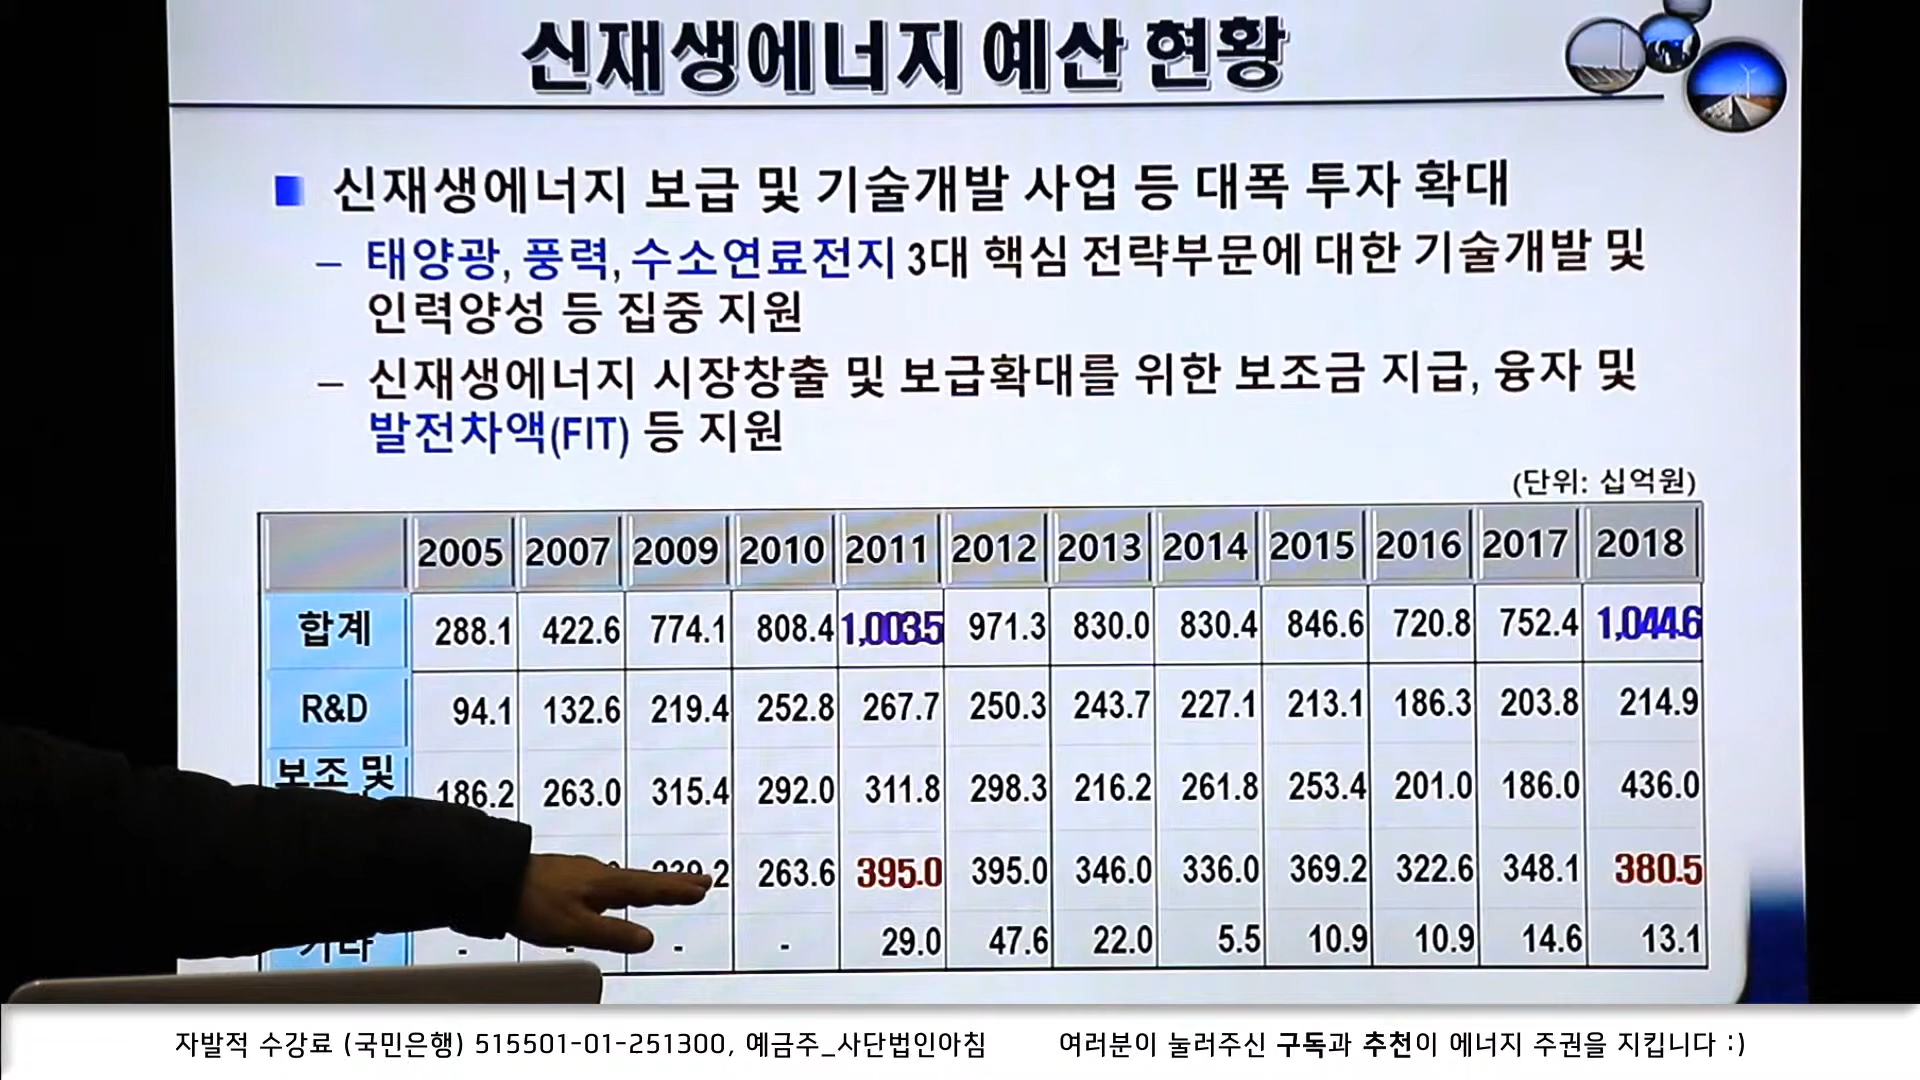 신재생에너지 예산 현황
신재생에너지 보급 및 기술개발 사업 등 대폭 투자 확대
– 태양광, 풍력, 수소연료전지 3대 핵심 전략부문에 대한 기술개발 및
인력양성 등 집중 지원
– 신재생에너지 시장창출 및 보급확대를 위한 보조금 지급, 융자 및
발전차액(FIT) 등 지원
(단위: 십억원)
2005 2007 2009 2010 2011 2012 2013 2014 2015 2016 2017 2018
합계 288.1 422.6 774.1 808.4 1,003.5 971.3 830.0 830.4 846.6 720.8 752.4 1,044.6
R&D 94.1 132.6 219.4 252.8 267.7 250.3 243.7 227.1 213.1 186.3 203.8 214.9
보조 및 186.2 263.0 315.4 292.0 311.8 298.3 216.2 261.8 253.4 201.0 186.0 436.0
263.6 395.0 395.0 346.0 336.0 369.2 322.6 348.1 380.5
기타 - - - - 29.0 47.6 22.0 5.5 10.9 10.9 14.6 13.1
자발적 수강료 (국민은행) 515501-01-251300, 예금주_사단법인아침 여러분이 눌러주신 구독과 추천이 에너지 주권을 지킵니다 :)